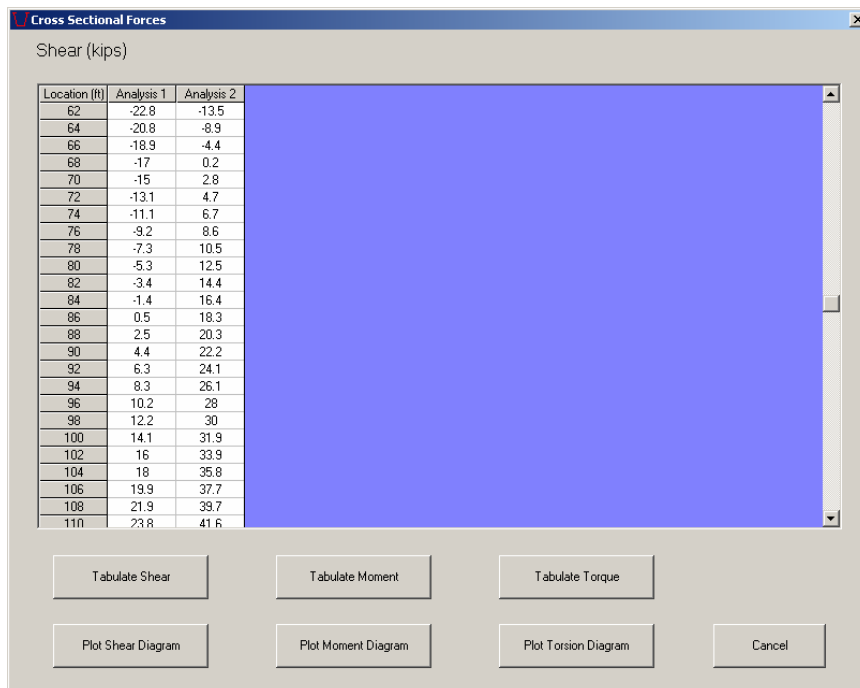 Cross Sectional Forces
Shear (kips)
Location (ft) Analysis 1 Analysis 2
62 -22.8 -13.5
64 -20.8 -8.9
66 -18.9 -4.4
68 -17 0.2
70 -15 2.8
72 -13.1 4.7
74 -11.1 6.7
76 -9.2 8.6
78 -7.3 10.5
80 -5.3 12.5
82 -3.4 14.4
84 -1.4 16.4
86 0.5 18.3
88 2.5 20.3
90 4.4 22.2
92 6.3 24.1
94 8.3 26.1
96 10.2 28
98 12.2 30
100 14.1 31.9
102 16 33.9
104 18 35.8
106 19.9 37.7
108 21.9 39.7
110 23.8 41.6
Tabulate Shear Tabulate Moment Tabulate Torque
Plot Shear Diagram Plot Moment Diagram Plot Torsion Diagram Cancel